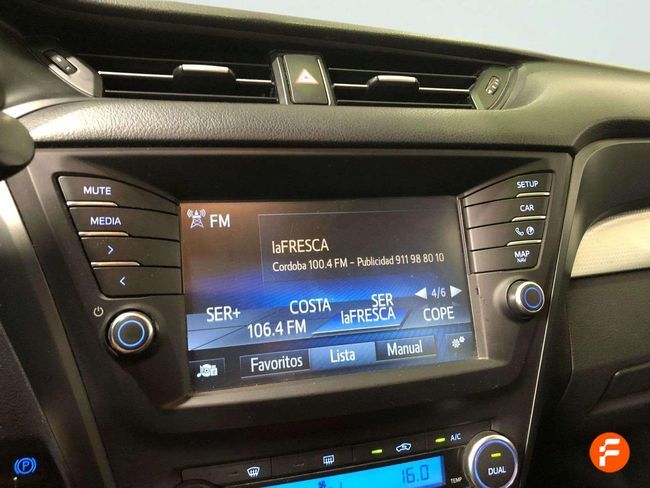 MUTE
MEDIA
SETUP
CAR
MAP
NAV
FM
laFRESCA
Cordoba 100.4 FM - Publicidad 911 98 80 10
4/6
SER+
COSTA
SER
106.4 FM
laFRESCA
COPE
Favoritos
Lista
Manual
A/C
16.0
TEMP
DUAL
P
F